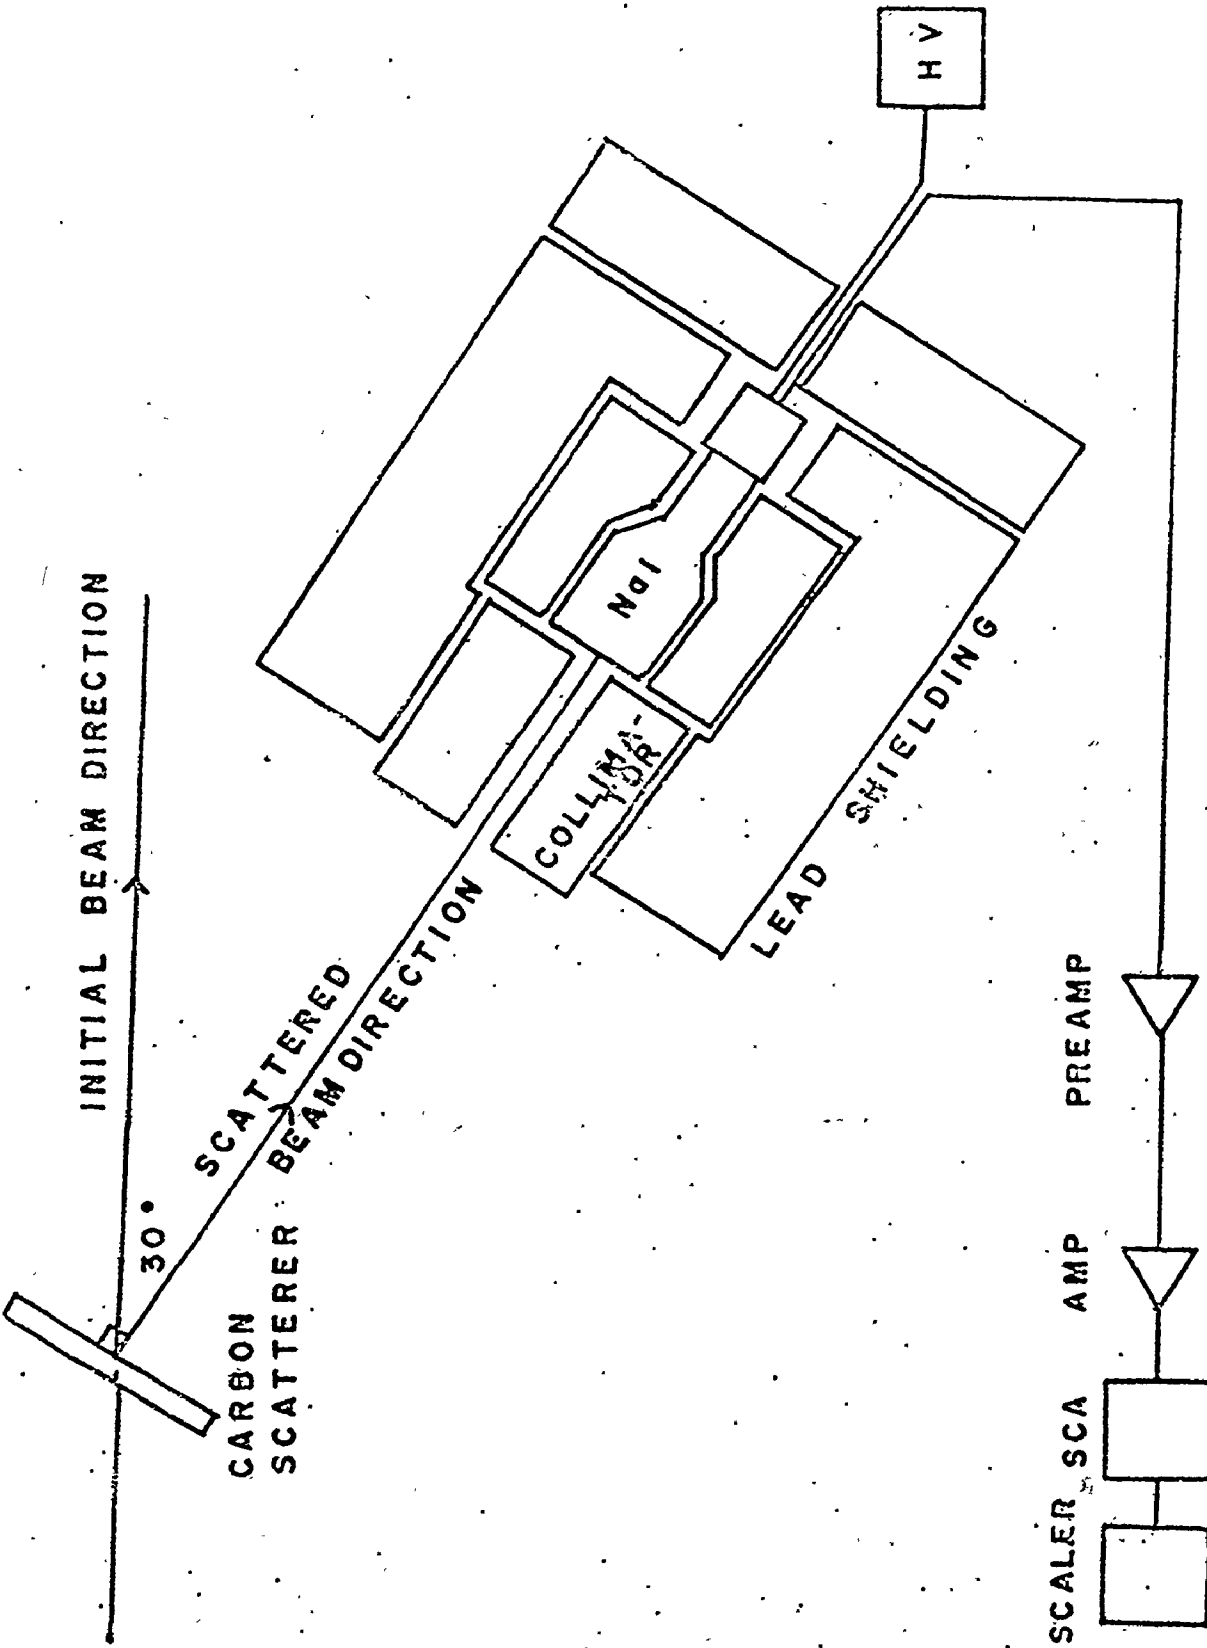 INITIAL BEAM DIRECTION
30°
SCATTERED
BEAM DIRECTION
CARBON
SCATTERER
NaI
COLLIMA-
TOR
LEAD SHIELDING
HV
PREAMP
AMP
SCA
SCALER